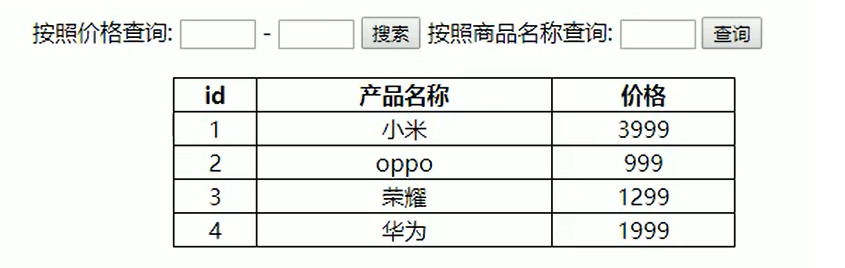 按照价格查询: - 搜索 按照商品名称查询: 查询
id 产品名称 价格
1 小米 3999
2 oppo 999
3 荣耀 1299
4 华为 1999